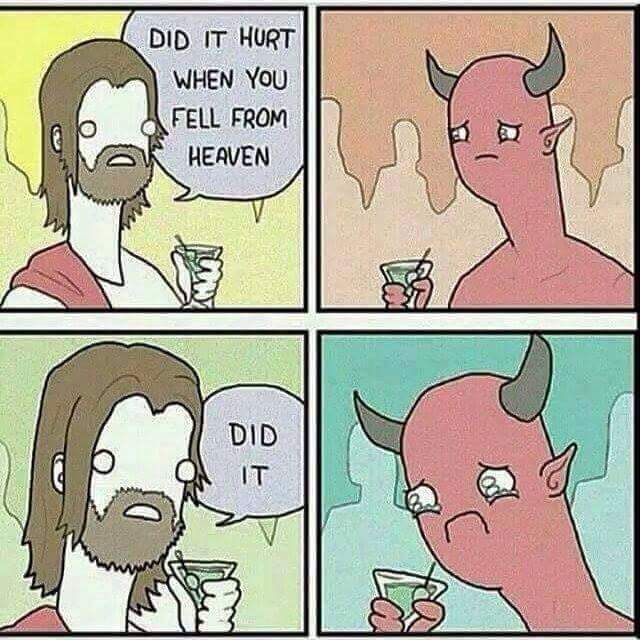 DID IT HURT
WHEN YOU
FELL FROM
HEAVEN
DID
IT